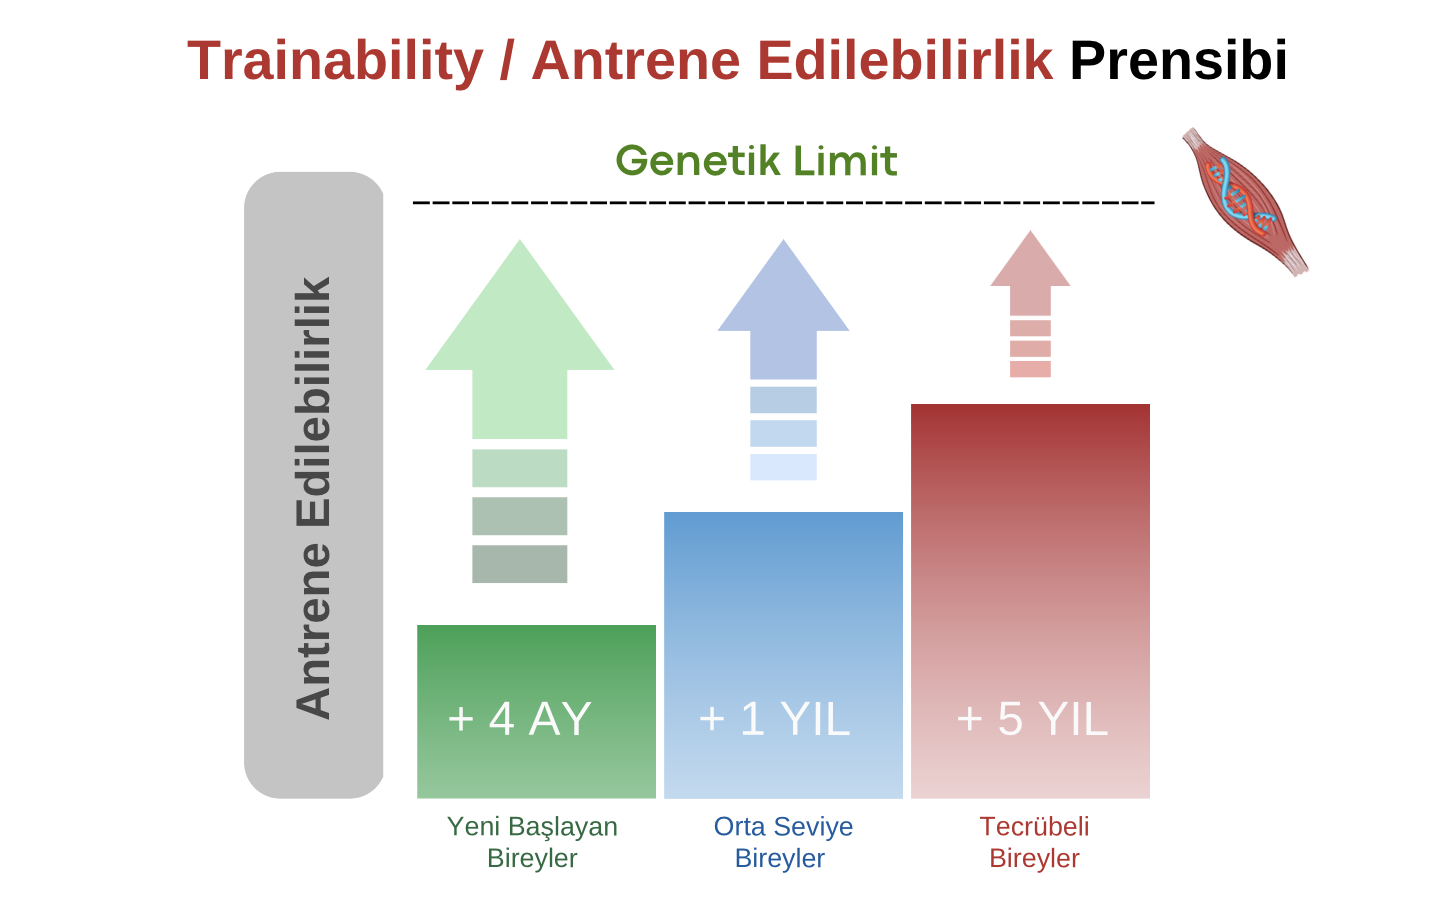 Trainability / Antrene Edilebilirlik Prensibi
Genetik Limit
Antrene Edilebilirlik
+ 4 AY
+ 1 YIL
+ 5 YIL
Yeni Başlayan
Bireyler
Orta Seviye
Bireyler
Tecrübeli
Bireyler